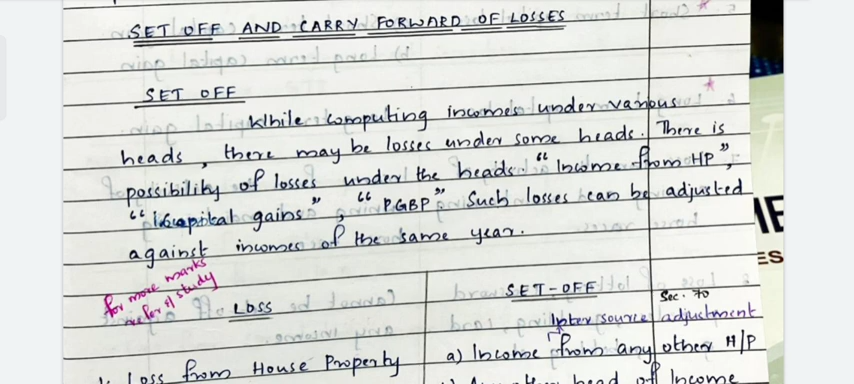 SET OFF AND CARRY FORWARD OF LOSSES
SET OFF
While computing incomes under various
heads, there may be losses under some heads. There is
possibility of losses under the heads. "Income from HP",
"Capital gains", "PGBP". Such losses can be adjusted
against incomes of the same year.
for more marks
refer & study
LOSS
SET-OFF
Sec. 70
Inter source adjustment
Loss from House Property
a) Income from any other H/P
head of Income
ES